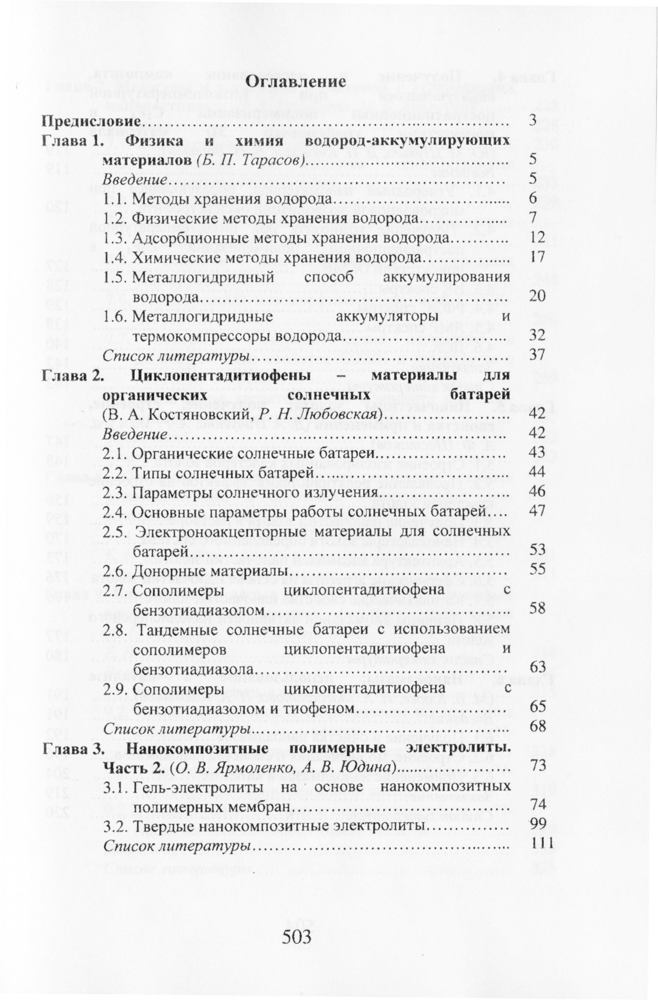 Оглавление
Предисловие........................................ 3
Глава 1. Физика и химия водород-аккумулирующих
материалов (Б. П. Тарасов)........................................ 5
Введение........................................ 5
1.1. Методы хранения водорода........................................ 6
1.2. Физические методы хранения водорода................ 7
1.3. Адсорбционные методы хранения водорода.......... 12
1.4. Химические методы хранения водорода............... 17
1.5. Металлогидридный способ аккумулирования
водорода........................................ 20
1.6. Металлогидридные аккумуляторы и
термокомпрессоры водорода........................................ 32
Список литературы........................................ 37
Глава 2. Циклопентадитиофены – материалы для
органических солнечных батарей
(В. А. Костяновский, Р. Н. Любовская)........................ 42
Введение........................................ 42
2.1. Органические солнечные батареи........................ 43
2.2. Типы солнечных батарей........................................ 44
2.3. Параметры солнечного излучения........................ 46
2.4. Основные параметры работы солнечных батарей.... 47
2.5. Электроноакцепторные материалы для солнечных
батарей........................................ 53
2.6. Донорные материалы........................................ 55
2.7. Сополимеры циклопентадитиофена с
бензотиадиазолом........................................ 58
2.8. Тандемные солнечные батареи с использованием
сополимеров циклопентадитиофена и
бензотиадиазола........................................ 63
2.9. Сополимеры циклопентадитиофена с
бензотиадиазолом и тиофеном........................ 65
Список литературы........................................ 68
Глава 3. Нанокомпозитные полимерные электролиты.
Часть 2. (О. В. Ярмоленко, А. В. Юдина)..................... 73
3.1. Гель-электролиты на основе нанокомпозитных
полимерных мембран........................................ 74
3.2. Твердые нанокомпозитные электролиты............... 99
Список литературы........................................ 111
503